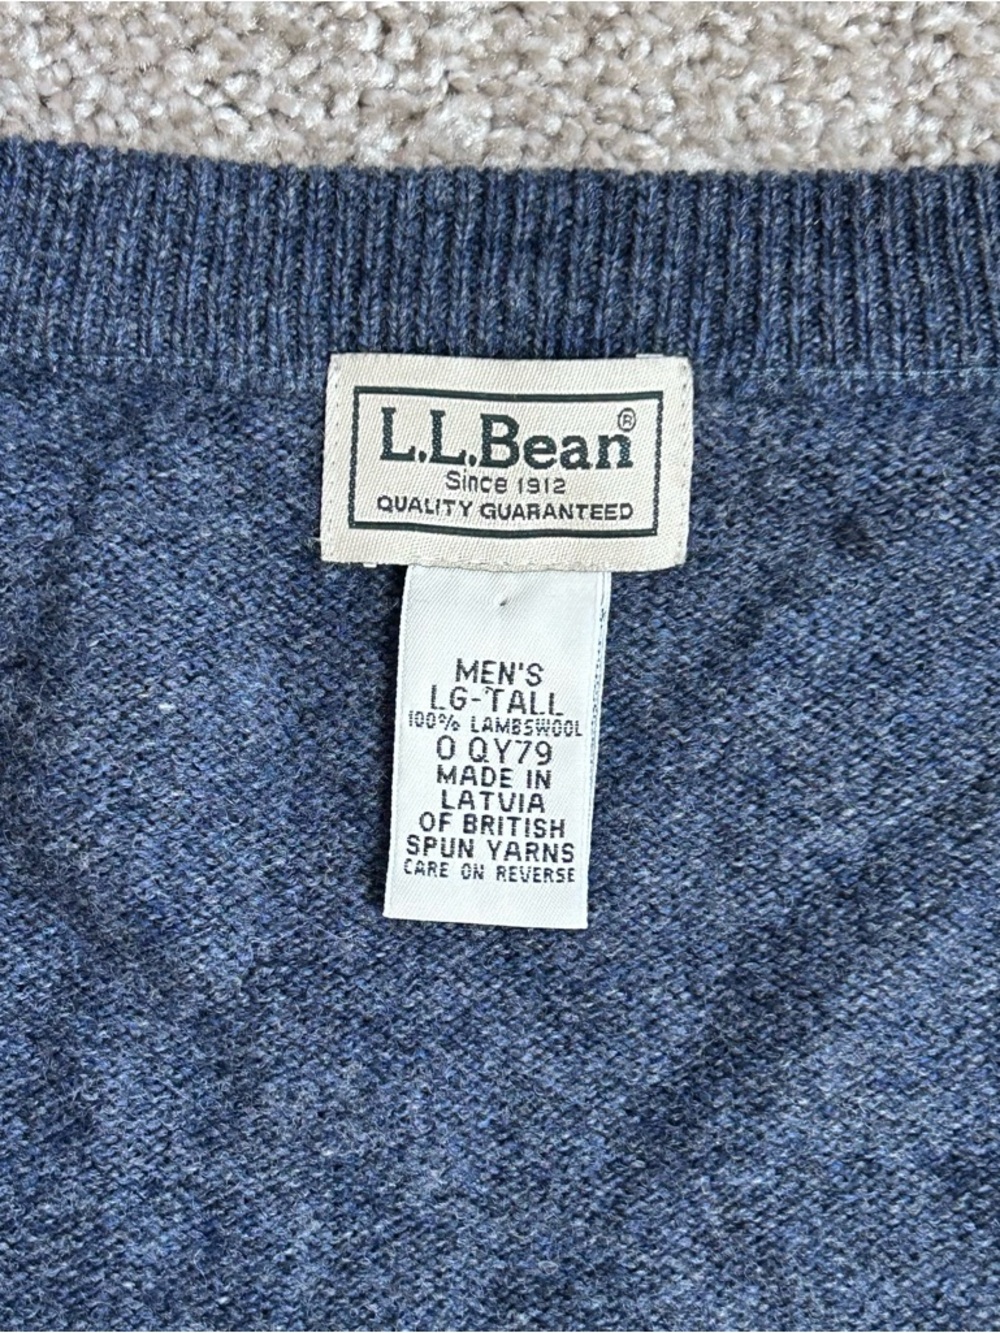 L.L.Bean®
Since 1912
QUALITY GUARANTEED
MEN'S
LG-TALL
100% LAMBSWOOL
0 QY79
MADE IN
LATVIA
OF BRITISH
SPUN YARNS
CARE ON REVERSE